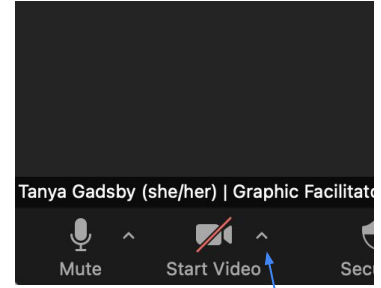 Tanya Gadsby (she/her) | Graphic Facilitato
Mute Start Video Secu